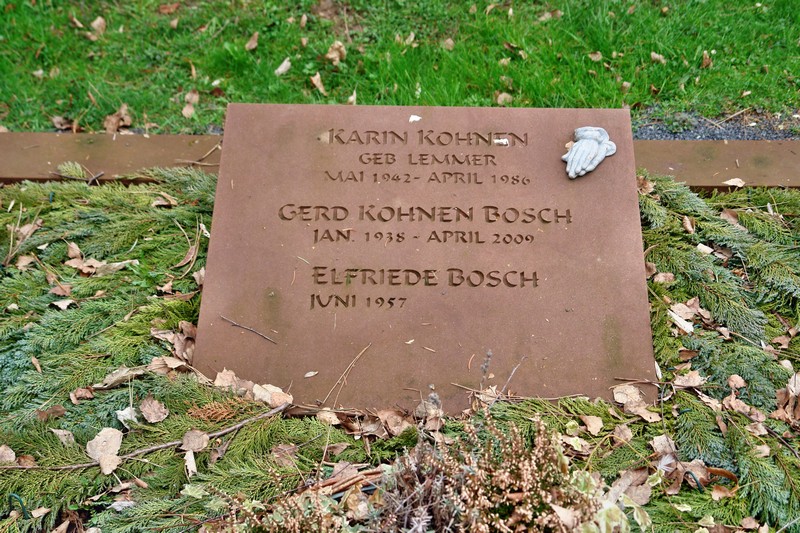 KARIN KOHNEN
GEB LEMMER
MAI 1942 - APRIL 1986
GERD KOHNEN BOSCH
JAN. 1938 - APRIL 2009
ELFRIEDE BOSCH
JUNI 1957